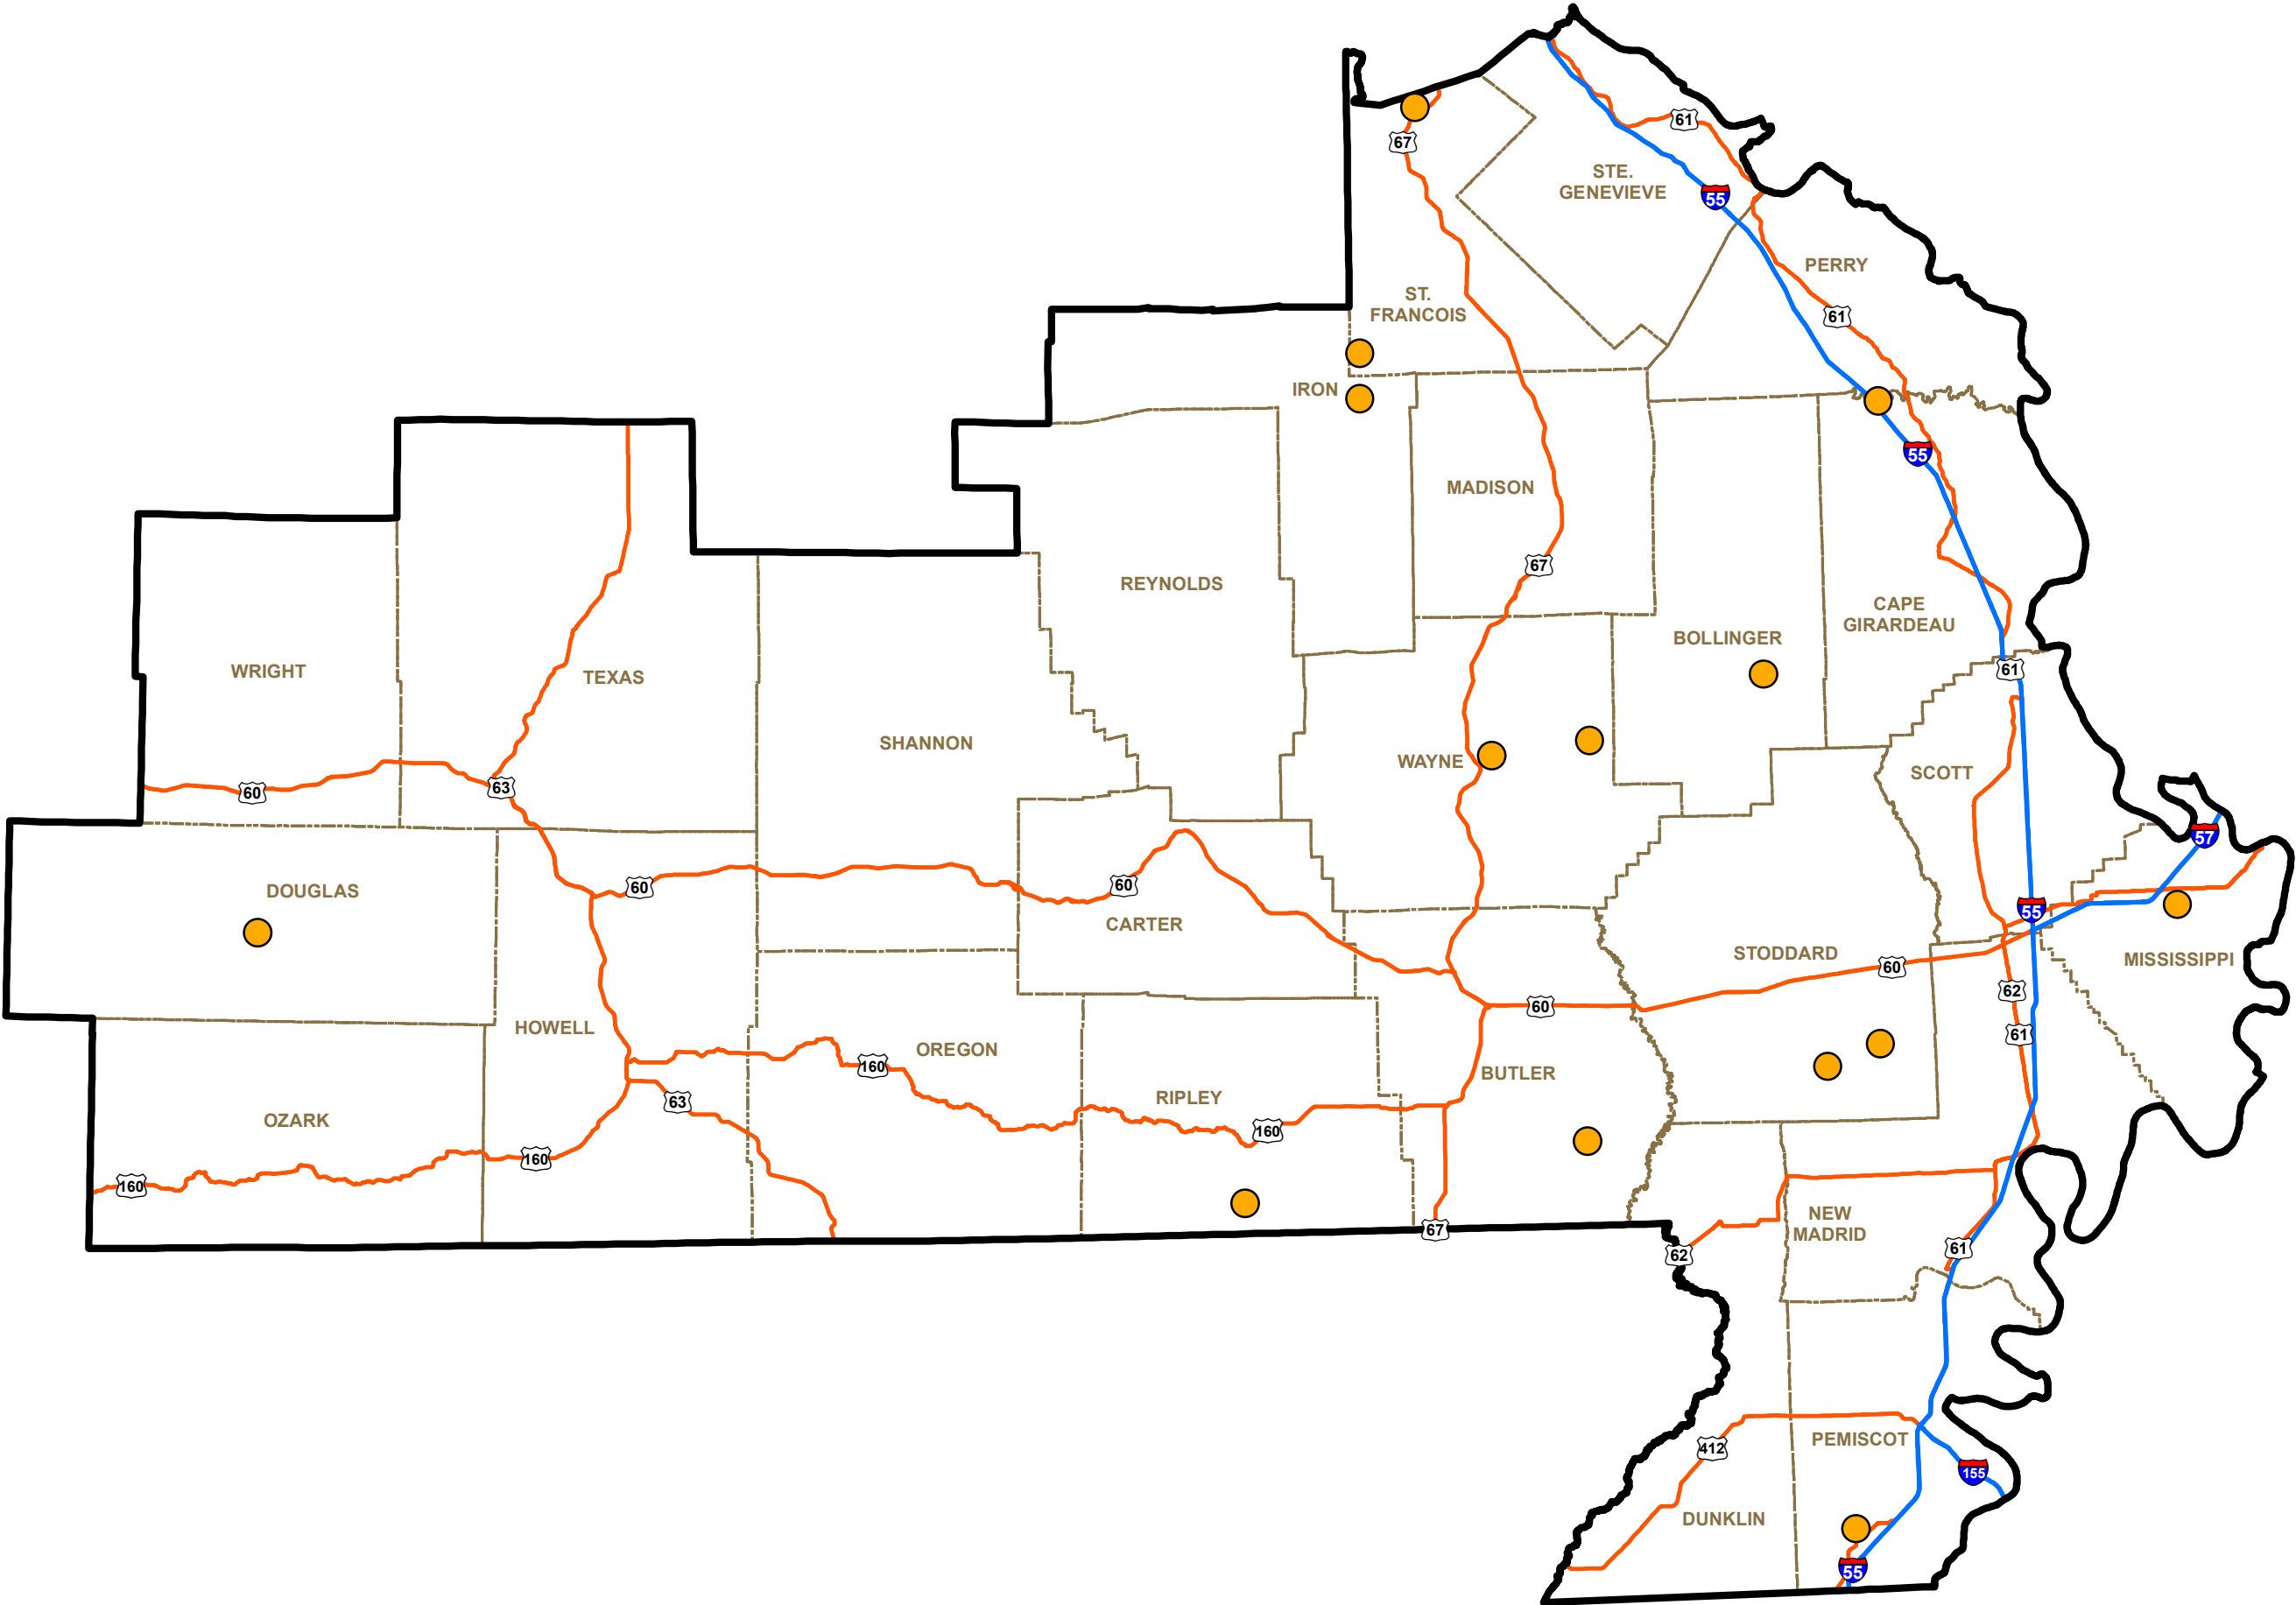 61
67
STE.
GENEVIEVE
55
PERRY
ST.
FRANCOIS
61
IRON
55
MADISON
67
REYNOLDS
CAPE
GIRARDEAU
BOLLINGER
61
WRIGHT
TEXAS
SHANNON
WAYNE
SCOTT
60
63
57
DOUGLAS
60
60
55
CARTER
STODDARD
MISSISSIPPI
60
62
60
HOWELL
61
OREGON
160
BUTLER
63
RIPLEY
OZARK
160
160
160
NEW
MADRID
67
62
61
412
PEMISCOT
155
DUNKLIN
55